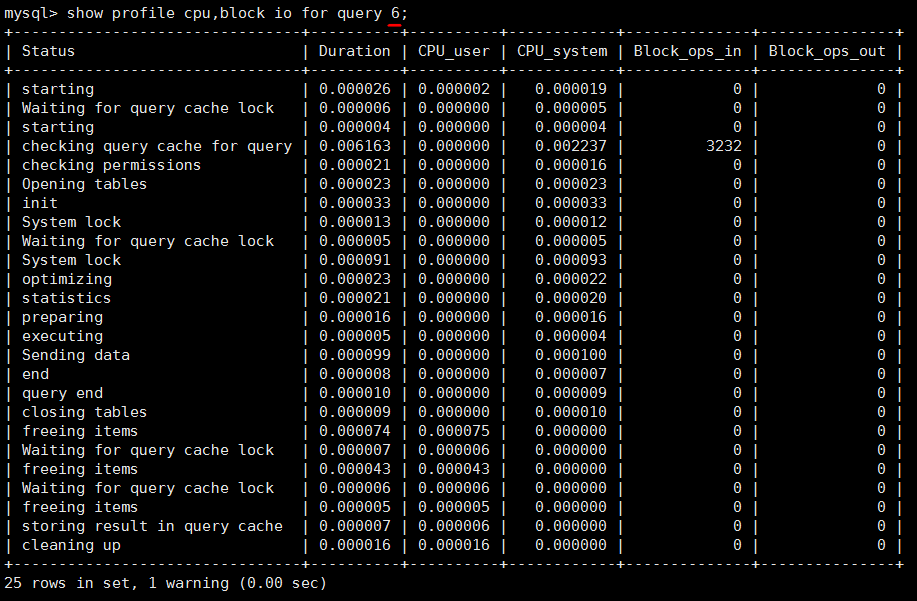 mysql> show profile cpu,block io for query 6;
+--------------------------------+----------+----------+------------+--------------+---------------+
| Status                         | Duration | CPU_user | CPU_system | Block_ops_in | Block_ops_out |
+--------------------------------+----------+----------+------------+--------------+---------------+
| starting                       | 0.000026 | 0.000002 |   0.000019 |            0 |             0 |
| Waiting for query cache lock   | 0.000006 | 0.000000 |   0.000005 |            0 |             0 |
| starting                       | 0.000004 | 0.000000 |   0.000004 |            0 |             0 |
| checking query cache for query | 0.006163 | 0.000000 |   0.002237 |         3232 |             0 |
| checking permissions           | 0.000021 | 0.000000 |   0.000016 |            0 |             0 |
| Opening tables                 | 0.000023 | 0.000000 |   0.000023 |            0 |             0 |
| init                           | 0.000033 | 0.000000 |   0.000033 |            0 |             0 |
| System lock                    | 0.000013 | 0.000000 |   0.000012 |            0 |             0 |
| Waiting for query cache lock   | 0.000005 | 0.000000 |   0.000005 |            0 |             0 |
| System lock                    | 0.000091 | 0.000000 |   0.000093 |            0 |             0 |
| optimizing                     | 0.000023 | 0.000000 |   0.000022 |            0 |             0 |
| statistics                     | 0.000021 | 0.000000 |   0.000020 |            0 |             0 |
| preparing                      | 0.000016 | 0.000000 |   0.000016 |            0 |             0 |
| executing                      | 0.000005 | 0.000000 |   0.000004 |            0 |             0 |
| Sending data                   | 0.000099 | 0.000000 |   0.000100 |            0 |             0 |
| end                            | 0.000008 | 0.000000 |   0.000007 |            0 |             0 |
| query end                      | 0.000010 | 0.000000 |   0.000009 |            0 |             0 |
| closing tables                 | 0.000009 | 0.000000 |   0.000010 |            0 |             0 |
| freeing items                  | 0.000074 | 0.000075 |   0.000000 |            0 |             0 |
| Waiting for query cache lock   | 0.000007 | 0.000006 |   0.000000 |            0 |             0 |
| freeing items                  | 0.000043 | 0.000043 |   0.000000 |            0 |             0 |
| Waiting for query cache lock   | 0.000006 | 0.000006 |   0.000000 |            0 |             0 |
| freeing items                  | 0.000005 | 0.000005 |   0.000000 |            0 |             0 |
| storing result in query cache  | 0.000007 | 0.000006 |   0.000000 |            0 |             0 |
| cleaning up                    | 0.000016 | 0.000016 |   0.000000 |            0 |             0 |
+--------------------------------+----------+----------+------------+--------------+---------------+
25 rows in set, 1 warning (0.00 sec)